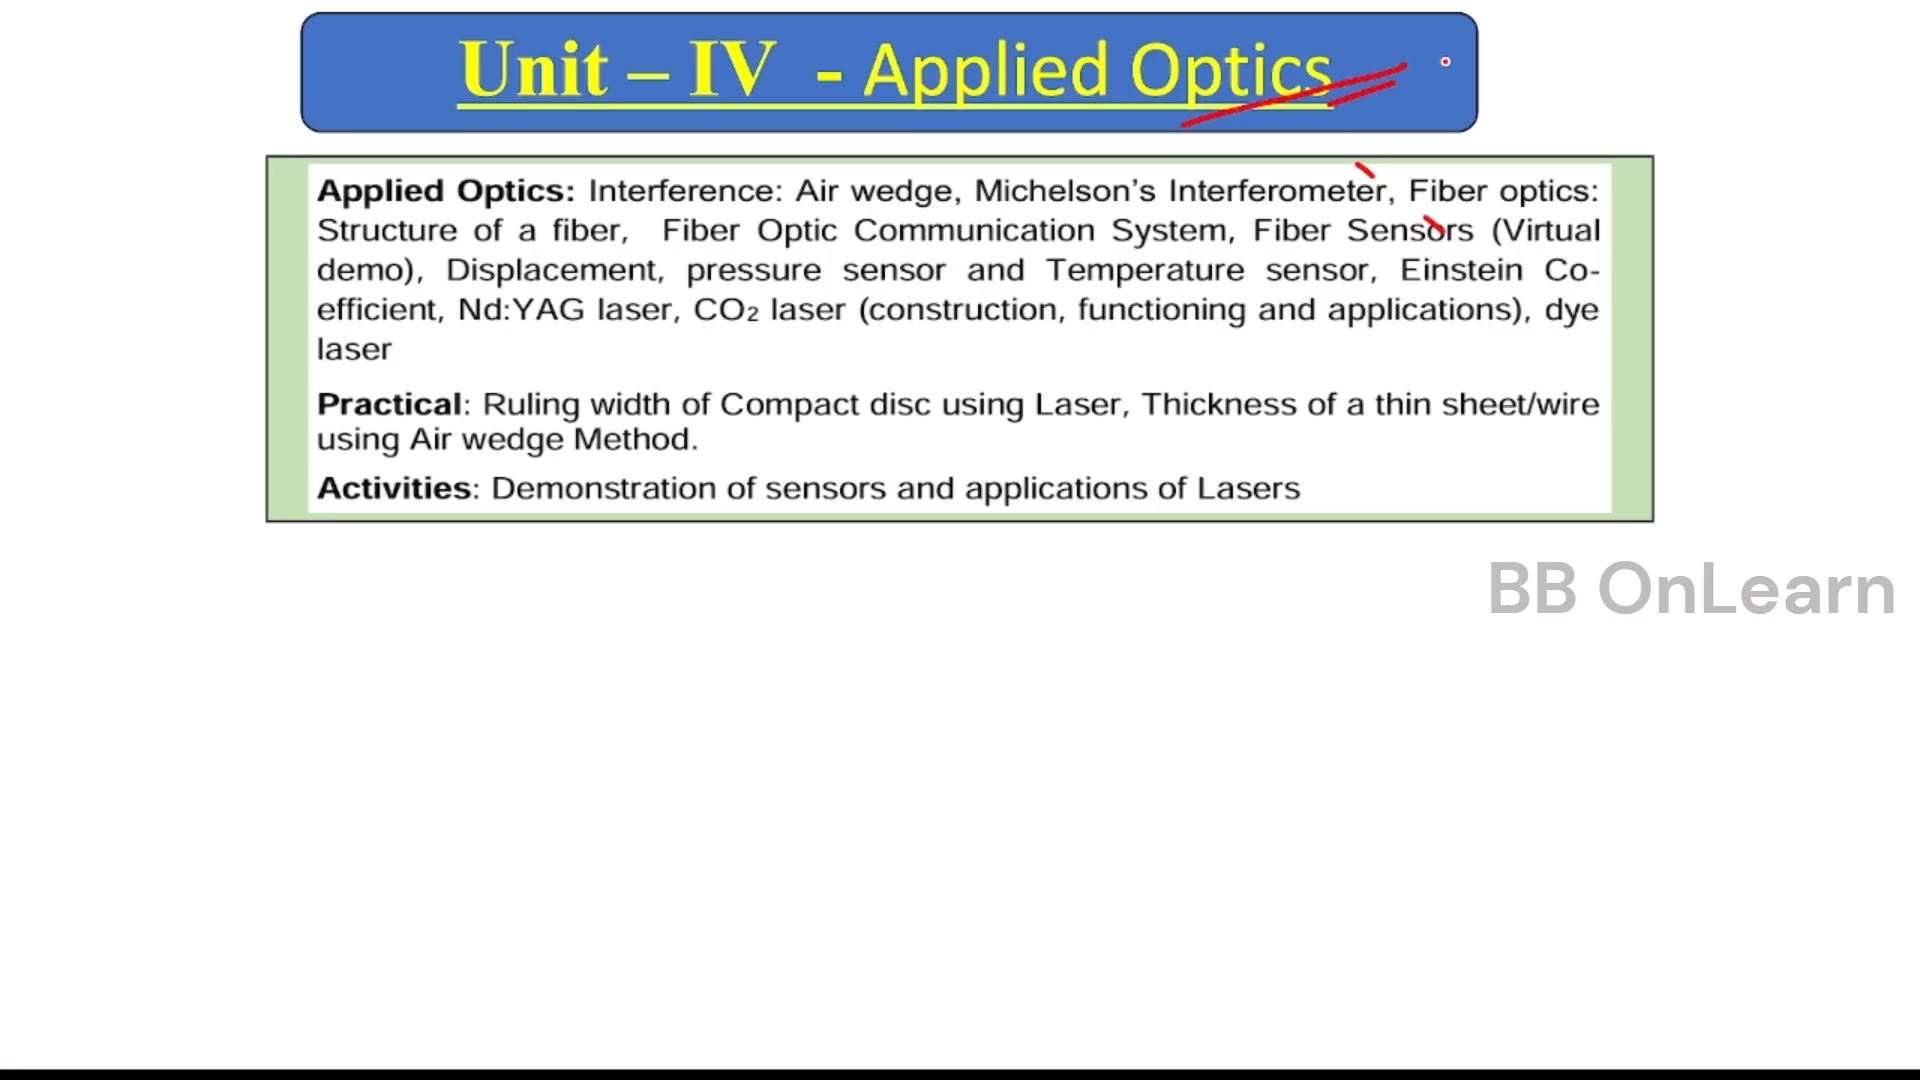 Unit – IV - Applied Optics
Applied Optics: Interference: Air wedge, Michelson’s Interferometer, Fiber optics:
Structure of a fiber, Fiber Optic Communication System, Fiber Sensors (Virtual
demo), Displacement, pressure sensor and Temperature sensor, Einstein Co-
efficient, Nd:YAG laser, CO2 laser (construction, functioning and applications), dye
laser
Practical: Ruling width of Compact disc using Laser, Thickness of a thin sheet/wire
using Air wedge Method.
Activities: Demonstration of sensors and applications of Lasers
BB OnLearn